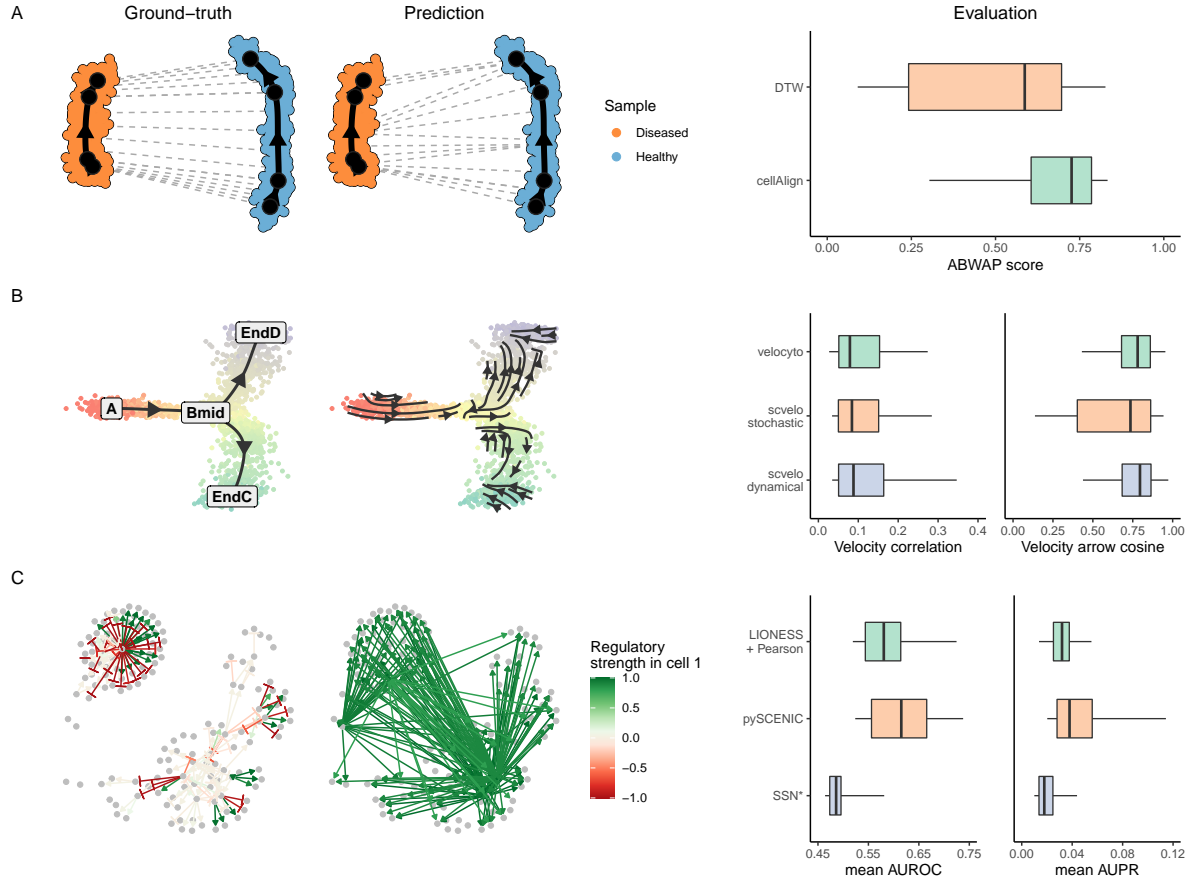 A
Ground−truth
Prediction
Evaluation
Sample
Diseased
Healthy
DTW
cellAlign
0.00
0.25
0.50
0.75
1.00
ABWAP score
B
A
Bmid
EndD
EndC
velocyto
scvelo
stochastic
scvelo
dynamical
0.0
0.1
0.2
0.3
0.4
Velocity correlation
0.00
0.25
0.50
0.75
1.00
Velocity arrow cosine
C
Regulatory
strength in cell 1
1.0
0.5
0.0
−0.5
−1.0
LIONESS
+ Pearson
pySCENIC
SSN*
0.45
0.55
0.65
0.75
mean AUROC
0.00
0.04
0.08
0.12
mean AUPR